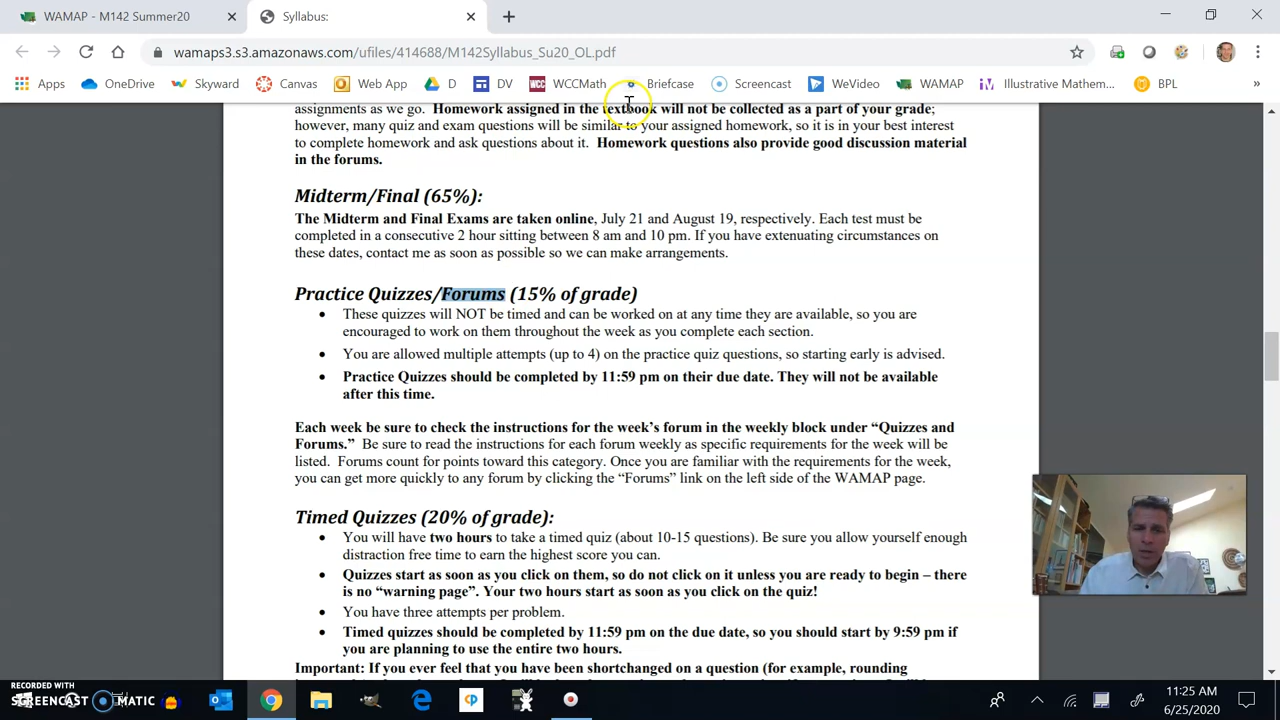 WAMAP - M142 Summer20
Syllabus:
wamaps3.s3.amazonaws.com/ufiles/414688/M142Syllabus_Su20_OL.pdf
Apps OneDrive Skyward Canvas Web App D DV WCCMath Briefcase Screencast WeVideo WAMAP Illustrative Mathem... BPL »
assignments as we go. Homework assigned in the textbook will not be collected as a part of your grade;
however, many quiz and exam questions will be similar to your assigned homework, so it is in your best interest
to complete homework and ask questions about it. Homework questions also provide good discussion material
in the forums.
Midterm/Final (65%):
The Midterm and Final Exams are taken online, July 21 and August 19, respectively. Each test must be
completed in a consecutive 2 hour sitting between 8 am and 10 pm. If you have extenuating circumstances on
these dates, contact me as soon as possible so we can make arrangements.
Practice Quizzes/Forums (15% of grade)
• These quizzes will NOT be timed and can be worked on at any time they are available, so you are
encouraged to work on them throughout the week as you complete each section.
• You are allowed multiple attempts (up to 4) on the practice quiz questions, so starting early is advised.
• Practice Quizzes should be completed by 11:59 pm on their due date. They will not be available
after this time.
Each week be sure to check the instructions for the week's forum in the weekly block under “Quizzes and
Forums.” Be sure to read the instructions for each forum weekly as specific requirements for the week will be
listed. Forums count for points toward this category. Once you are familiar with the requirements for the week,
you can get more quickly to any forum by clicking the “Forums” link on the left side of the WAMAP page.
Timed Quizzes (20% of grade):
• You will have two hours to take a timed quiz (about 10-15 questions). Be sure you allow yourself enough
distraction free time to earn the highest score you can.
• Quizzes start as soon as you click on them, so do not click on it unless you are ready to begin – there
is no “warning page”. Your two hours start as soon as you click on the quiz!
• You have three attempts per problem.
• Timed quizzes should be completed by 11:59 pm on the due date, so you should start by 9:59 pm if
you are planning to use the entire two hours.
Important: If you ever feel that you have been shortchanged on a question (for example, rounding
RECORDED WITH
SCREENCAST MATIC
11:25 AM
6/25/2020